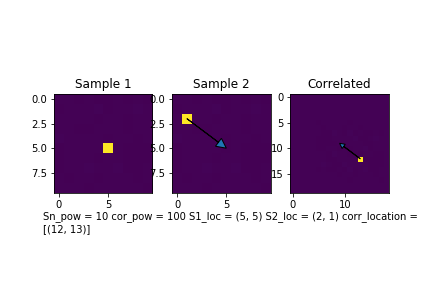 Sample 1 Sample 2 Correlated
0.0 0.0 0
2.5 2.5 5
5.0 5.0 10
7.5 7.5 15
0 5 0 5 0 10
Sn_pow = 10 cor_pow = 100 S1_loc = (5, 5) S2_loc = (2, 1) corr_location =
[(12, 13)]